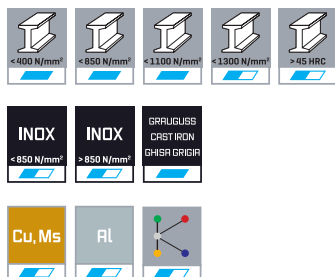 <400 N/mm² <850 N/mm² <1100 N/mm² <1300 N/mm² >45 HRC
INOX INOX GRAUGUSS
CAST IRON
GHISA GRIGIA
<850 N/mm² >850 N/mm²
Cu, Ms Al